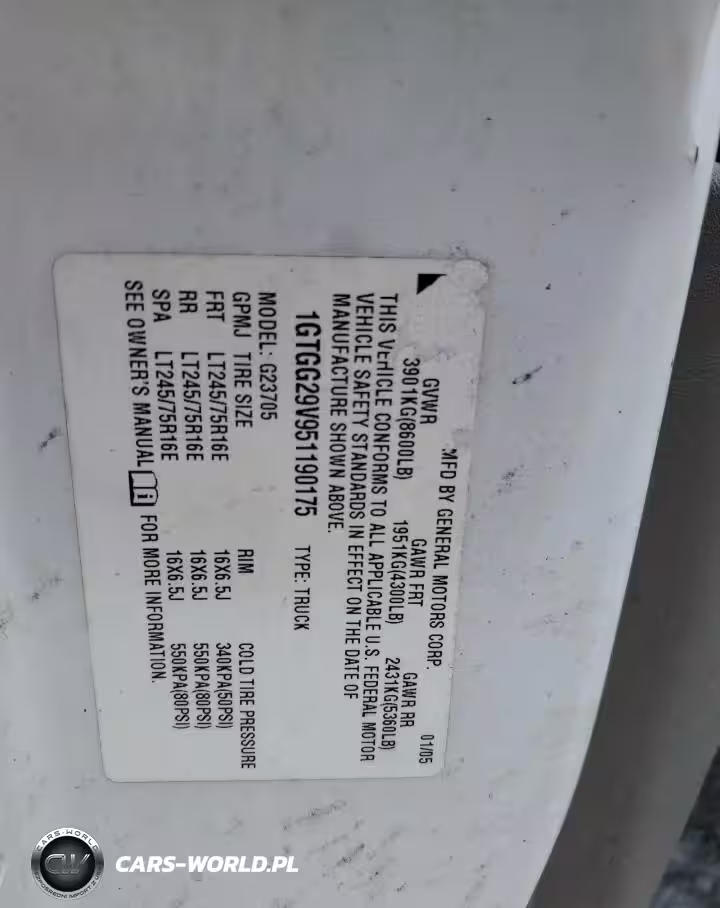 MFD BY GENERAL MOTORS CORP. 01/05
GVWR GAWR FRT GAWR RR
3901KG(8600LB) 1951KG(4300LB) 2431KG(5360LB)
THIS VEHICLE CONFORMS TO ALL APPLICABLE U.S. FEDERAL MOTOR
VEHICLE SAFETY STANDARDS IN EFFECT ON THE DATE OF
MANUFACTURE SHOWN ABOVE.
1GTGG29V951190175 TYPE: TRUCK
MODEL: G23705
GPMJ TIRE SIZE RIM COLD TIRE PRESSURE
FRT LT245/75R16E 16X6.5J 340KPA(50PSI)
RR LT245/75R16E 16X6.5J 550KPA(80PSI)
SPA LT245/75R16E 16X6.5J 550KPA(80PSI)
SEE OWNER'S MANUAL FOR MORE INFORMATION.
CARS-WORLD
CW
CARS-WORLD.PL